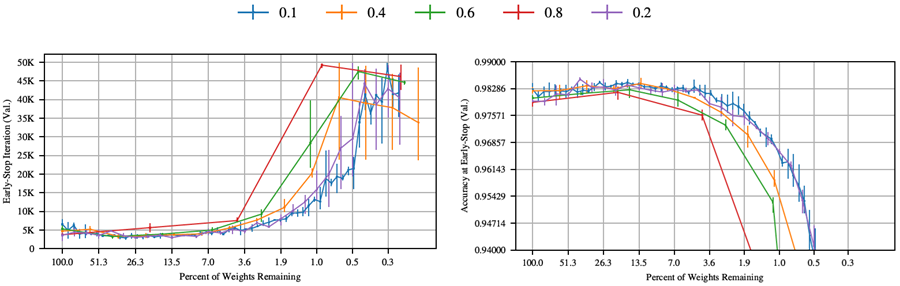 0.1 0.4 0.6 0.8 0.2
Early-Stop Iteration (Val.)
50K
45K
40K
35K
30K
25K
20K
15K
10K
5K
0
100.0 51.3 26.3 13.5 7.0 3.6 1.9 1.0 0.5 0.3
Percent of Weights Remaining
Accuracy at Early-Stop (Val.)
0.99000
0.98286
0.97571
0.96857
0.96143
0.95429
0.94714
0.94000
100.0 51.3 26.3 13.5 7.0 3.6 1.9 1.0 0.5 0.3
Percent of Weights Remaining